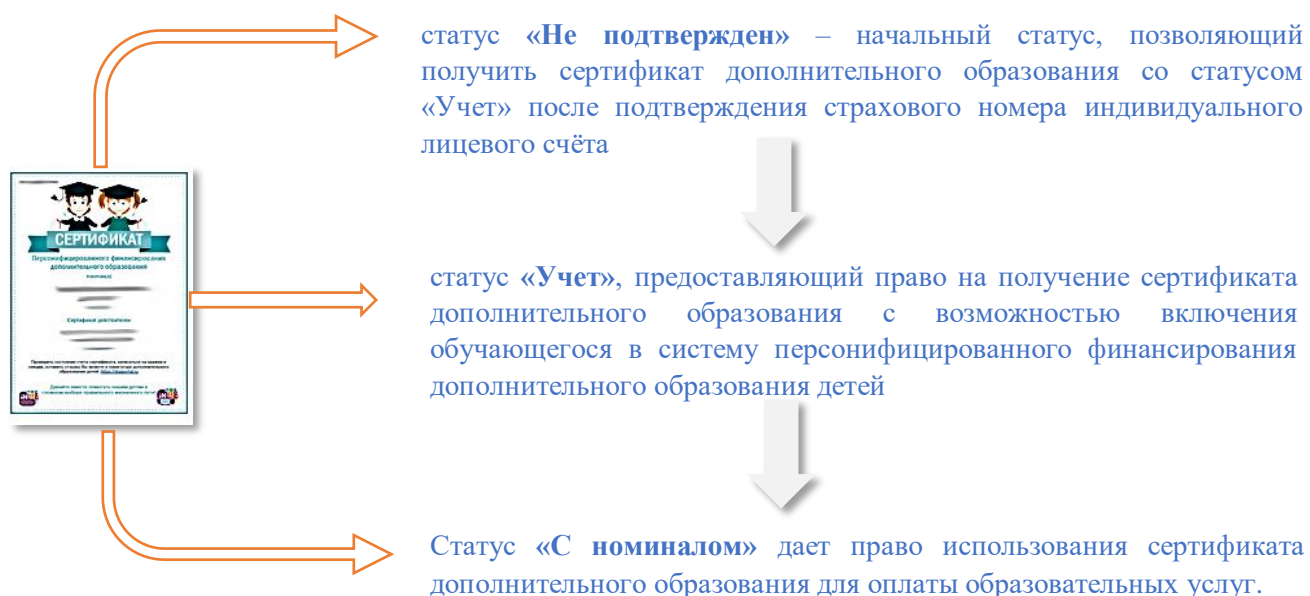 статус «Не подтвержден» – начальный статус, позволяющий
получить сертификат дополнительного образования со статусом
«Учет» после подтверждения страхового номера индивидуального
лицевого счёта
СЕРТИФИКАТ
Персонифицированного финансирования
дополнительного образования
статус «Учет», предоставляющий право на получение сертификата
дополнительного образования с возможностью включения
обучающегося в систему персонифицированного финансирования
дополнительного образования детей
Статус «С номиналом» дает право использования сертификата
дополнительного образования для оплаты образовательных услуг.